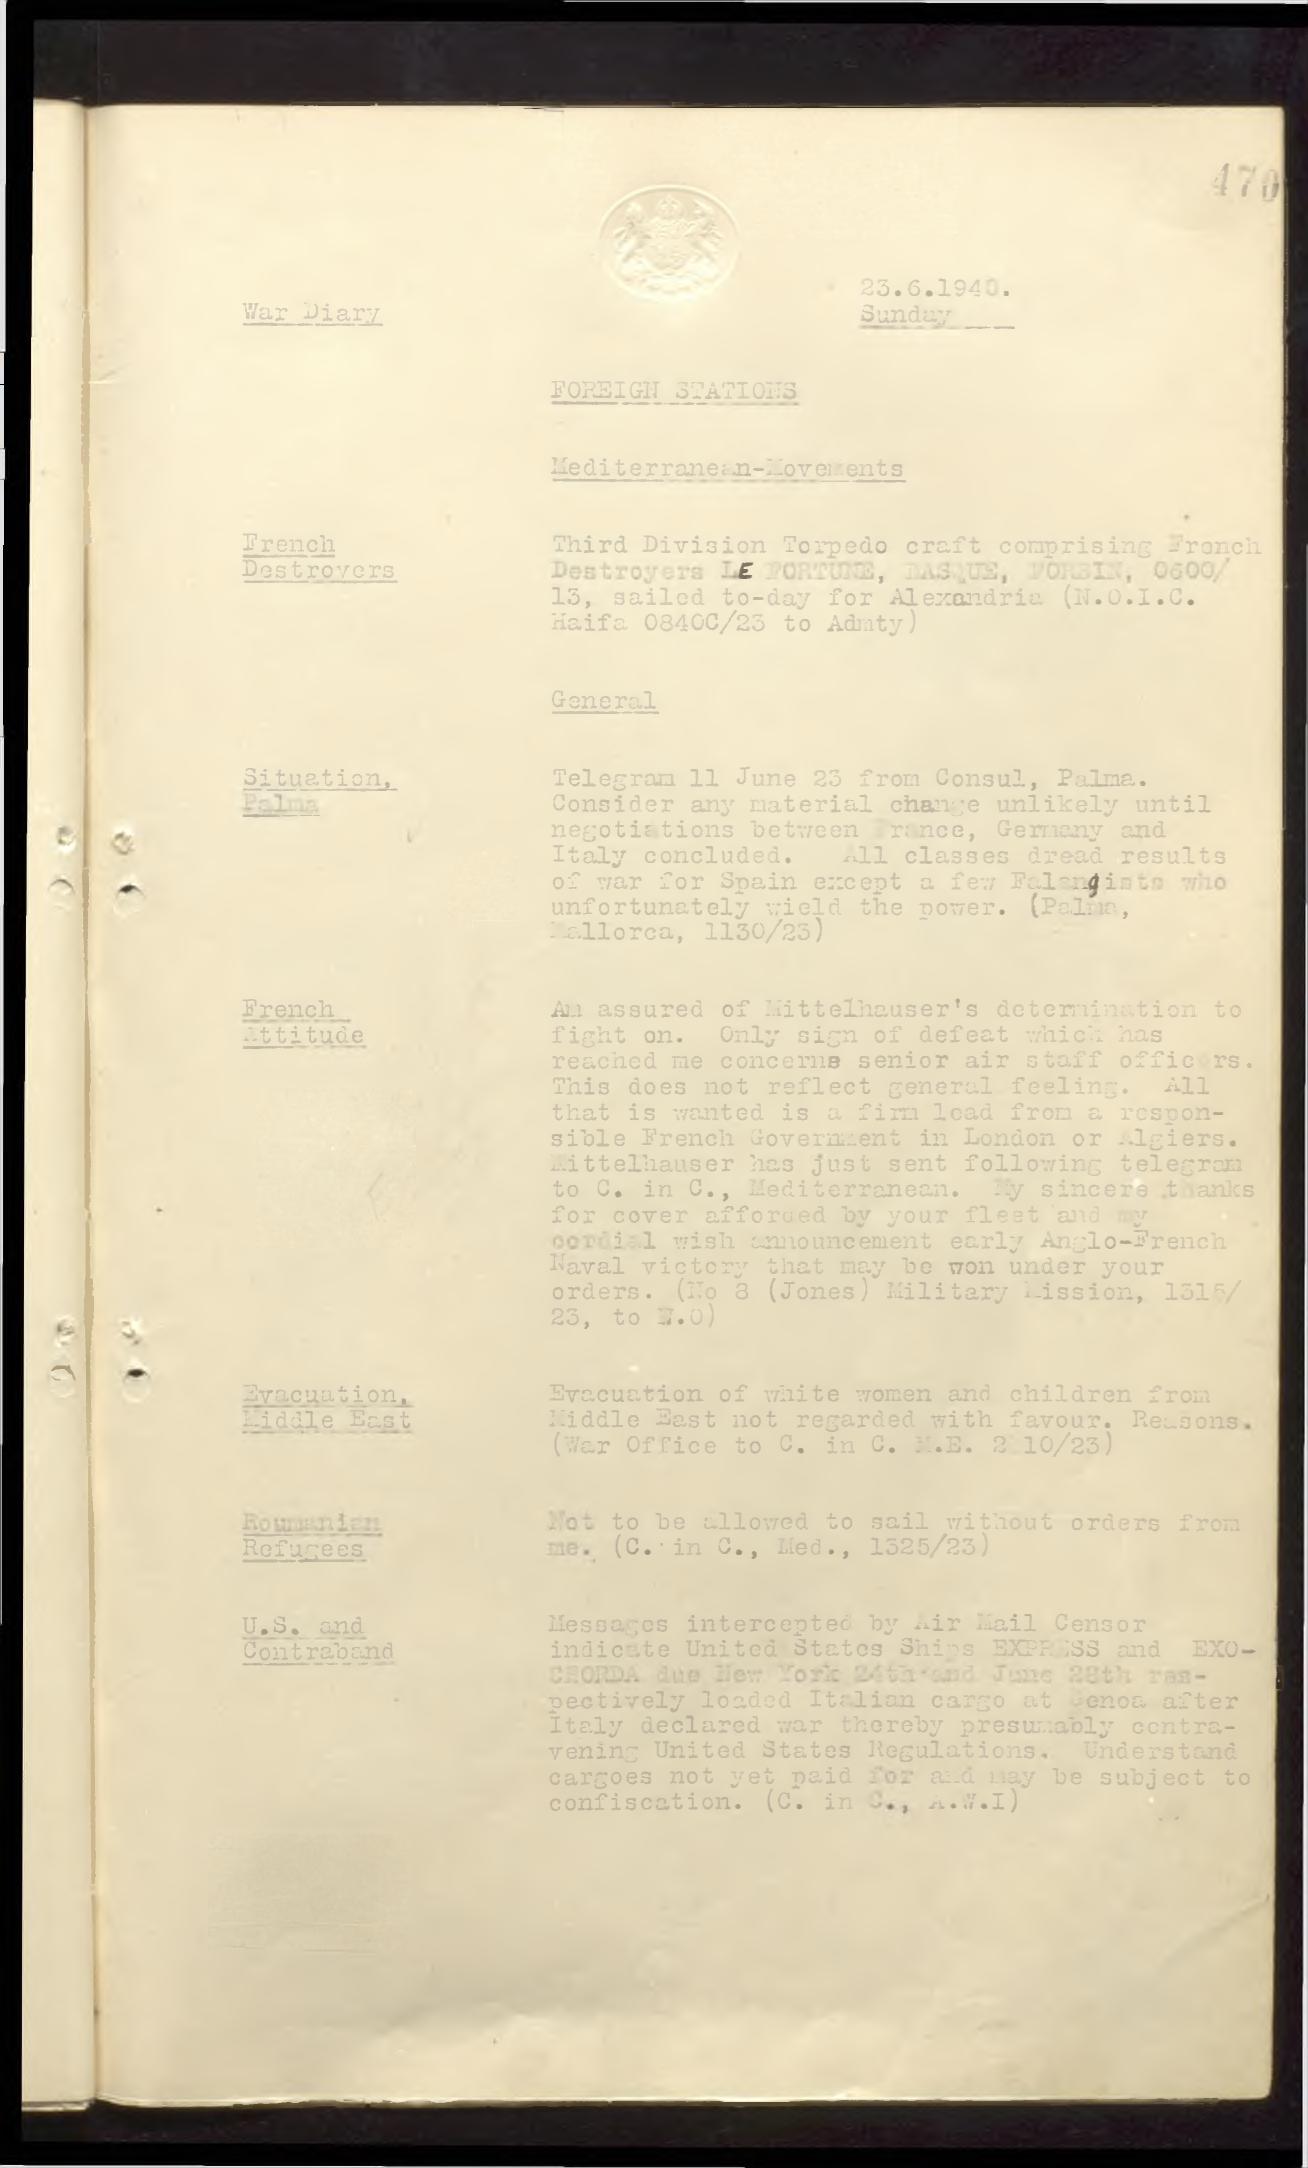 470
23.6.1940.
War Diary
Sunday
FOREIGN STATIONS
Mediterranean-Movements
French
Destroyers
Third Division Torpedo craft comprising French
Destroyers LE FORTUNE, BASQUE, FORBIN, 0600/
13, sailed to-day for Alexandria (N.O.I.C.
Haifa 0840C/23 to Admty)
General
Situation,
Palma
Telegram 11 June 23 from Consul, Palma.
Consider any material change unlikely until
negotiations between France, Germany and
Italy concluded. All classes dread results
of war for Spain except a few Falangists who
unfortunately wield the power. (Palma,
Mallorca, 1130/23)
French
Attitude
Am assured of Mittelhauser's determination to
fight on. Only sign of defeat which has
reached me concerns senior air staff officers.
This does not reflect general feeling. All
that is wanted is a firm lead from a respon-
sible French Government in London or Algiers.
Mittelhauser has just sent following telegram
to C. in C., Mediterranean. My sincere thanks
for cover afforded by your fleet and my
cordial wish announcement early Anglo-French
Naval victory that may be won under your
orders. (No 8 (Jones) Military Mission, 1315/
23, to W.O)
Evacuation,
Middle East
Evacuation of white women and children from
Middle East not regarded with favour. Reasons.
(War Office to C. in C. M.E. 10/23)
Roumanian
Refugees
Not to be allowed to sail without orders from
me. (C. in C., Med., 1325/23)
U.S. and
Contraband
Messages intercepted by Air Mail Censor
indicate United States Ships EXPRESS and EXO-
CHORDA due New York 24th and June 28th res-
pectively loaded Italian cargo at Genoa after
Italy declared war thereby presumably contra-
vening United States Regulations. Understand
cargoes not yet paid for and may be subject to
confiscation. (C. in C., A.W.I)